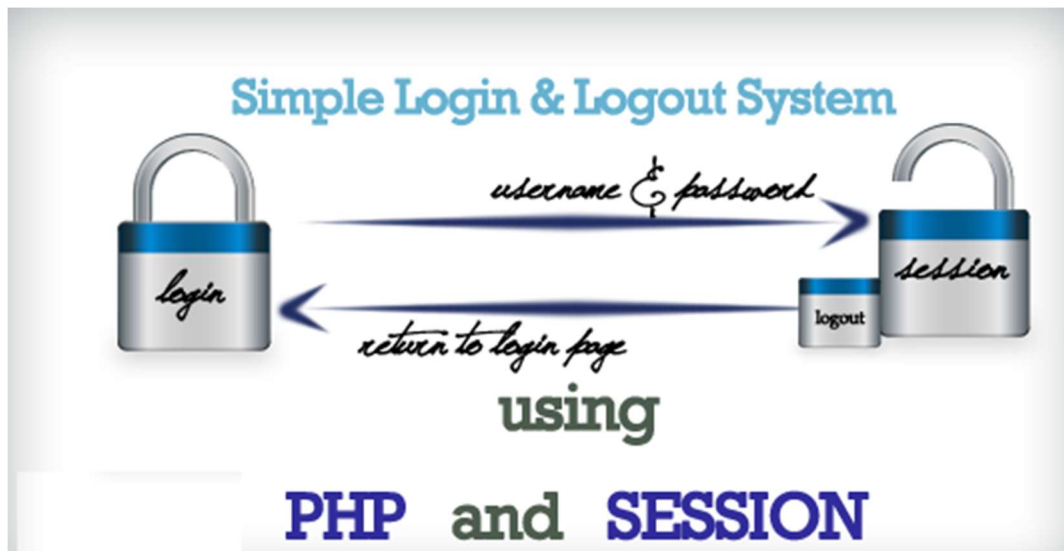 Simple Login & Logout System
username & password
login
session
logout
return to login page
using
PHP and SESSION